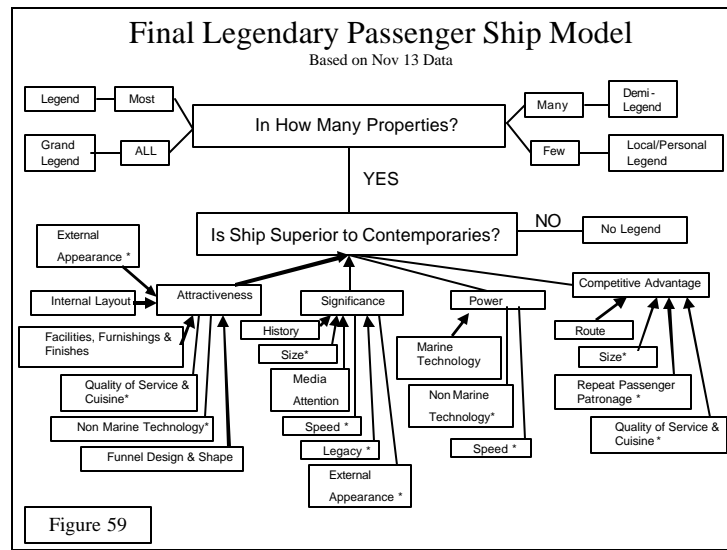 Final Legendary Passenger Ship Model
Based on Nov 13 Data
Legend
Most
Many
Demi-
Legend
In How Many Properties?
Grand
Legend
ALL
Few
Local/Personal
Legend
YES
Is Ship Superior to Contemporaries?
NO
No Legend
External
Appearance *
Internal Layout
Attractiveness
Significance
Power
Competitive Advantage
Facilities, Furnishings &
Finishes
Quality of Service &
Cuisine*
Non Marine Technology*
Funnel Design & Shape
History
Size*
Media
Attention
Speed *
Legacy *
External
Appearance *
Marine
Technology
Non Marine
Technology*
Speed *
Route
Size*
Repeat Passenger
Patronage *
Quality of Service &
Cuisine *
Figure 59